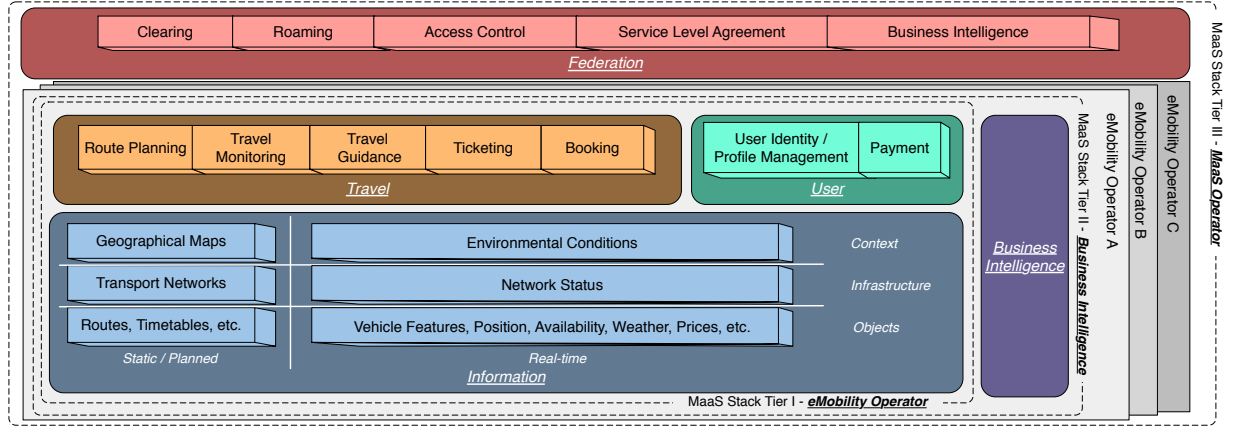 Clearing
Roaming
Access Control
Service Level Agreement
Business Intelligence
Federation
Route Planning
Travel
Monitoring
Travel
Guidance
Ticketing
Booking
Travel
User Identity /
Profile Management
Payment
User
Geographical Maps
Environmental Conditions
Context
Transport Networks
Network Status
Infrastructure
Routes, Timetables, etc.
Vehicle Features, Position, Availability, Weather, Prices, etc.
Objects
Static / Planned
Real-time
Information
Business
Intelligence
MaaS Stack Tier I - eMobility Operator
MaaS Stack Tier II - Business Intelligence
eMobility Operator A
eMobility Operator B
eMobility Operator C
MaaS Stack Tier III - MaaS Operator